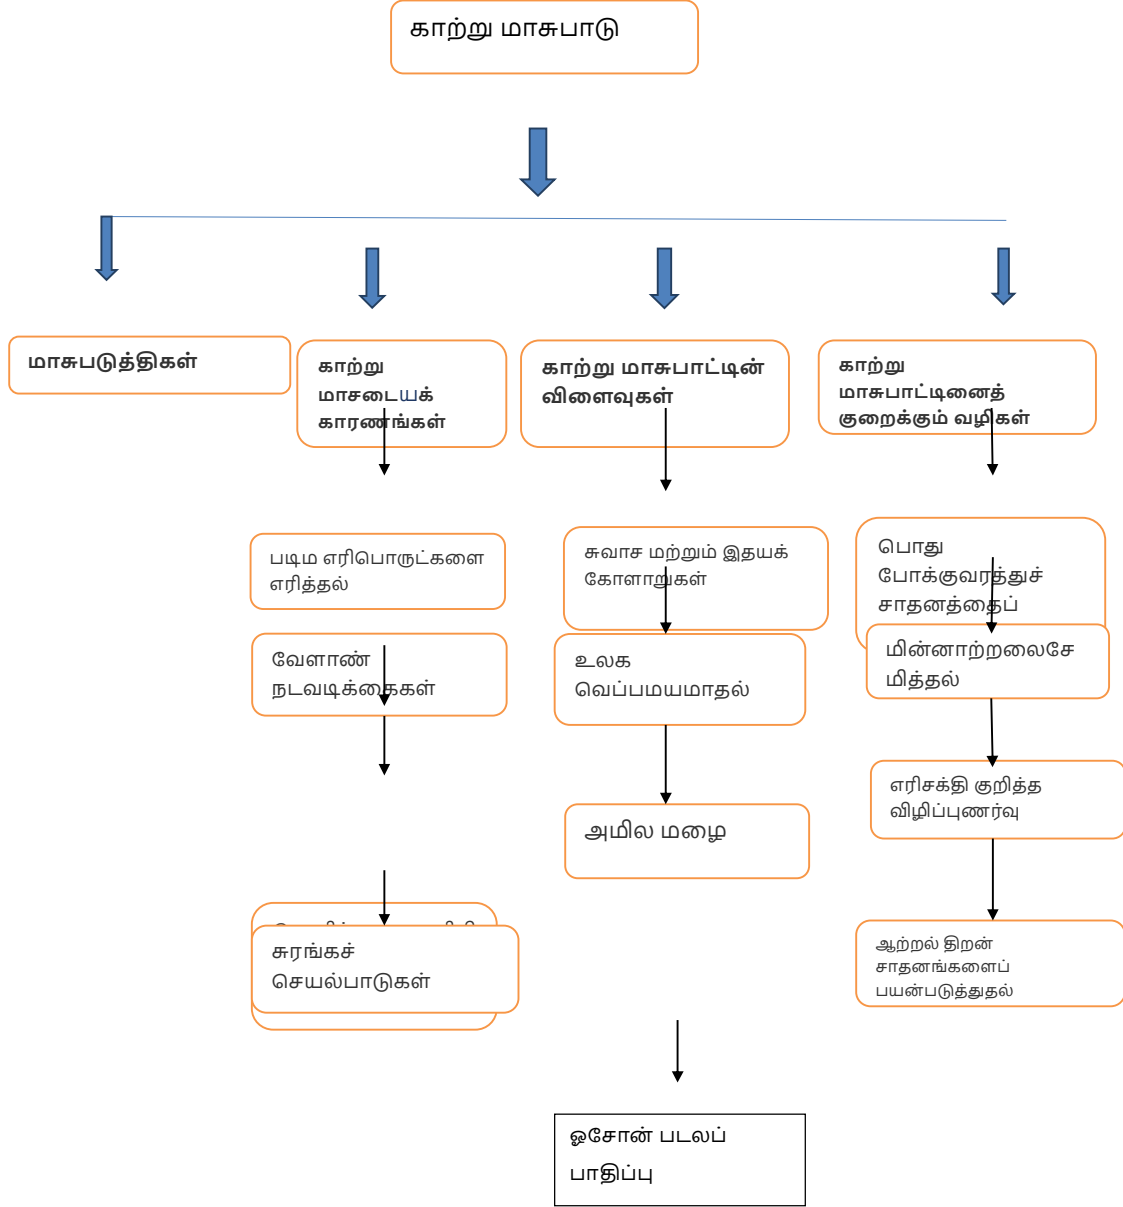 காற்று மாசுபாடு
மாசுபடுத்திகள்
காற்று
மாசடையக்
காரணங்கள்
காற்று மாசுபாட்டின்
விளைவுகள்
காற்று
மாசுபாட்டினைத்
குறைக்கும் வழிகள்
படிம எரிபொருட்களை
எரித்தல்
வேளாண்
நடவடிக்கைகள்
சுரங்கச்
செயல்பாடுகள்
சுவாச மற்றும் இதயக்
கோளாறுகள்
உலக
வெப்பமயமாதல்
அமில மழை
ஓசோன் படலப்
பாதிப்பு
பொது
போக்குவரத்துச்
சாதனத்தைப்
மின்னாற்றலைசே
மித்தல்
எரிசக்தி குறித்த
விழிப்புணர்வு
ஆற்றல் திறன்
சாதனங்களைப்
பயன்படுத்துதல்